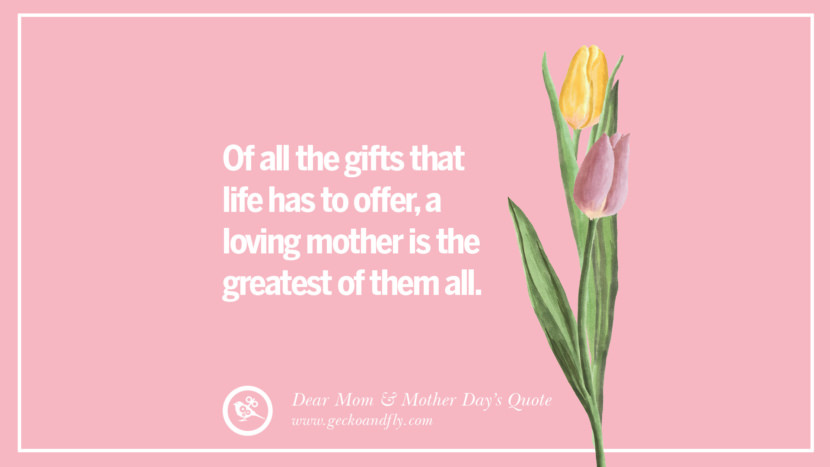 Of all the gifts that
life has to offer, a
loving mother is the
greatest of them all.
Dear Mom & Mother Day's Quote
www.geckoandfly.com